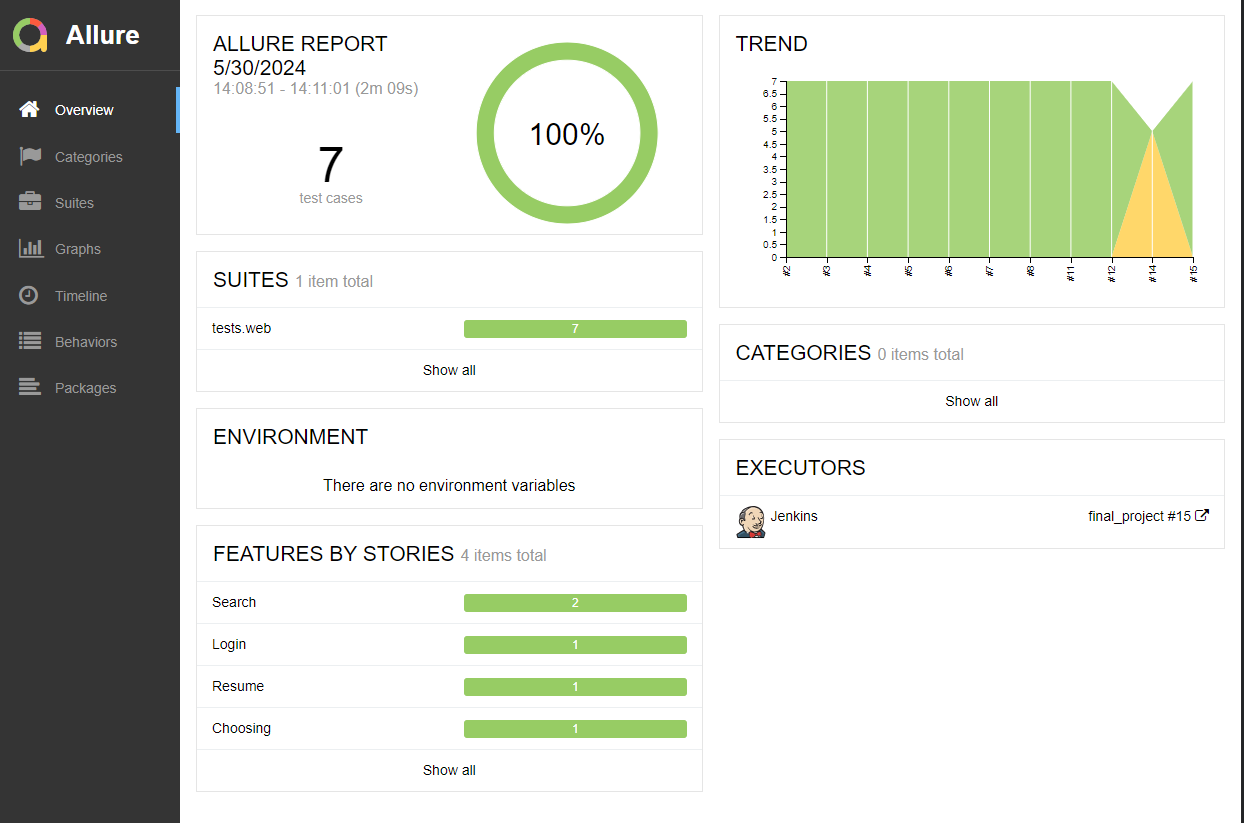 Allure
Overview
Categories
Suites
Graphs
Timeline
Behaviors
Packages
ALLURE REPORT
5/30/2024
14:08:51 - 14:11:01 (2m 09s)
7
test cases
100%
SUITES 1 item total
tests.web 7
Show all
ENVIRONMENT
There are no environment variables
FEATURES BY STORIES 4 items total
Search 2
Login 1
Resume 1
Choosing 1
Show all
TREND
7
6.5
6
5.5
5
4.5
4
3.5
3
2.5
2
1.5
1
0.5
0
#2 #3 #4 #5 #6 #7 #8 #11 #12 #14 #15
CATEGORIES 0 items total
Show all
EXECUTORS
Jenkins final_project #15